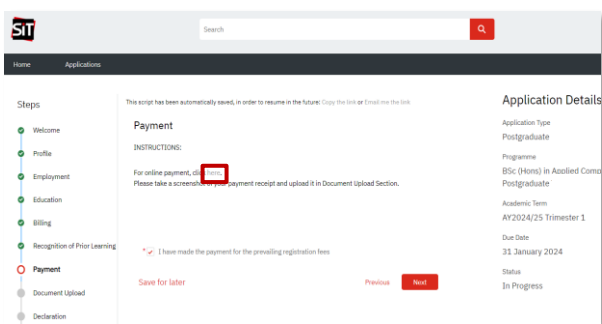 SiT
Search
Home Applications
Steps
Welcome
Profile
Employment
Education
Billing
Recognition of Prior Learning
Payment
Document Upload
Declaration
This script has been automatically saved, in order to resume in the future: Copy the link or Email me the link
Payment
INSTRUCTIONS:
For online payment, click here.
Please take a screenshot of your payment receipt and upload it in Document Upload Section.
* I have made the payment for the prevailing registration fees
Save for later Previous Next
Application Details
Application Type
Postgraduate
Programme
BSc (Hons) in Applied Comp
Postgraduate
Academic Term
AY2024/25 Trimester 1
Due Date
31 January 2024
Status
In Progress